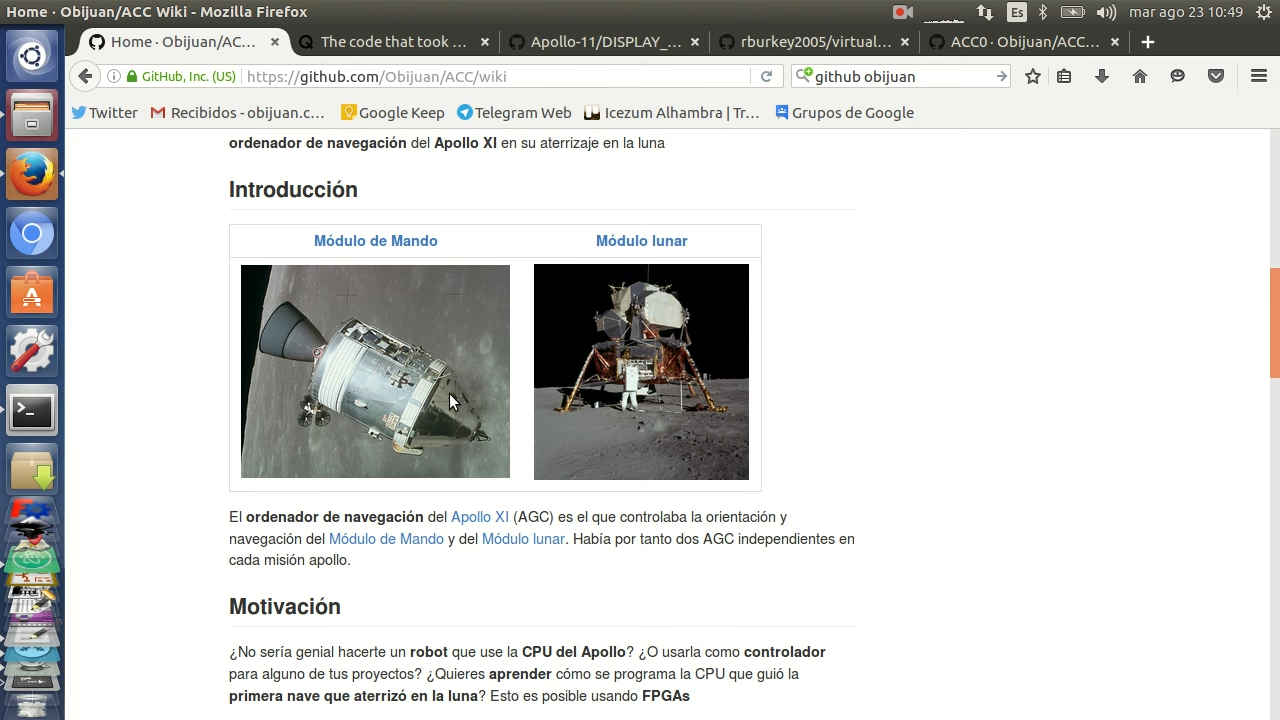 Home · Obijuan/ACC Wiki - Mozilla Firefox
Es
mar ago 23 10:49
Home · Obijuan/AC...
The code that took ...
Apollo-11/DISPLAY_...
rburkey2005/virtual...
ACC0 · Obijuan/ACC...
GitHub, Inc. (US)
https://github.com/Obijuan/ACC/wiki
github obijuan
Twitter
Recibidos - obijuan.c...
Google Keep
Telegram Web
Icezum Alhambra | Tr...
Grupos de Google
ordenador de navegación del Apollo XI en su aterrizaje en la luna
Introducción
Módulo de Mando
Módulo lunar
El ordenador de navegación del Apollo XI (AGC) es el que controlaba la orientación y
navegación del Módulo de Mando y del Módulo lunar. Había por tanto dos AGC independientes en
cada misión apollo.
Motivación
¿No sería genial hacerte un robot que use la CPU del Apollo? ¿O usarla como controlador
para alguno de tus proyectos? ¿Quieres aprender cómo se programa la CPU que guió la
primera nave que aterrizó en la luna? Esto es posible usando FPGAs